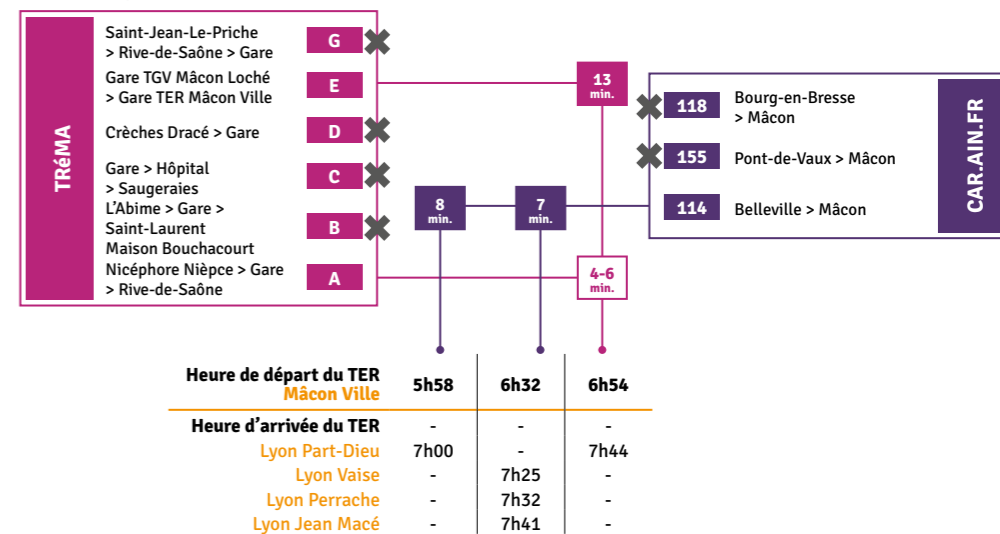 TRéMA
Saint-Jean-Le-Priche
> Rive-de-Saône > Gare
G
Gare TGV Mâcon Loché
> Gare TER Mâcon Ville
E
Crèches Dracé > Gare
D
Gare > Hôpital
> Saugeraies
C
L'Abime > Gare >
Saint-Laurent
Maison Bouchacourt
B
Nicéphore Nièpce > Gare
> Rive-de-Saône
A
13
min.
8
min.
7
min.
4-6
min.
118
Bourg-en-Bresse
> Mâcon
155
Pont-de-Vaux > Mâcon
114
Belleville > Mâcon
CAR.AIN.FR
Heure de départ du TER
Mâcon Ville
5h58 6h32 6h54
Heure d'arrivée du TER - - -
Lyon Part-Dieu 7h00 - 7h44
Lyon Vaise - 7h25 -
Lyon Perrache - 7h32 -
Lyon Jean Macé - 7h41 -